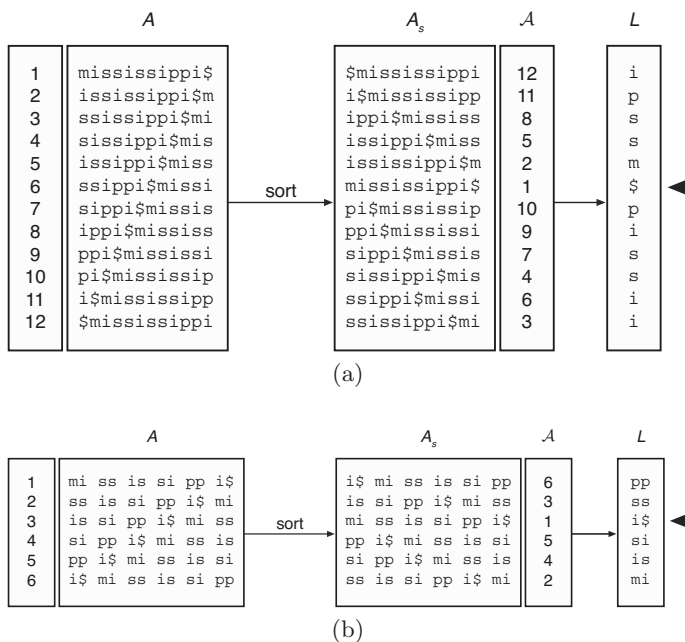 A A_s 𝒜 L
1 mississippi$ $mississippi 12 i
2 ississippi$m i$mississipp 11 p
3 ssissippi$mi ippi$mississ 8 s
4 sissippi$mis issippi$miss 5 s
5 issippi$miss ississippi$m 2 m
6 ssippi$missi sort mississippi$ 1 $
7 sippi$missis pi$mississip 10 p
8 ippi$mississ ppi$mississi 9 i
9 ppi$mississi sippi$missis 7 s
10 pi$mississip sissippi$mis 4 s
11 i$mississipp ssippi$missi 6 i
12 $mississippi ssissippi$mi 3 i
(a)
A A_s 𝒜 L
1 mi ss is si pp i$ i$ mi ss is si pp 6 pp
2 ss is si pp i$ mi is si pp i$ mi ss 3 ss
3 is si pp i$ mi ss sort mi ss is si pp i$ 1 i$
4 si pp i$ mi ss is pp i$ mi ss is si 5 si
5 pp i$ mi ss is si si pp i$ mi ss is 4 is
6 i$ mi ss is si pp ss is si pp i$ mi 2 mi
(b)